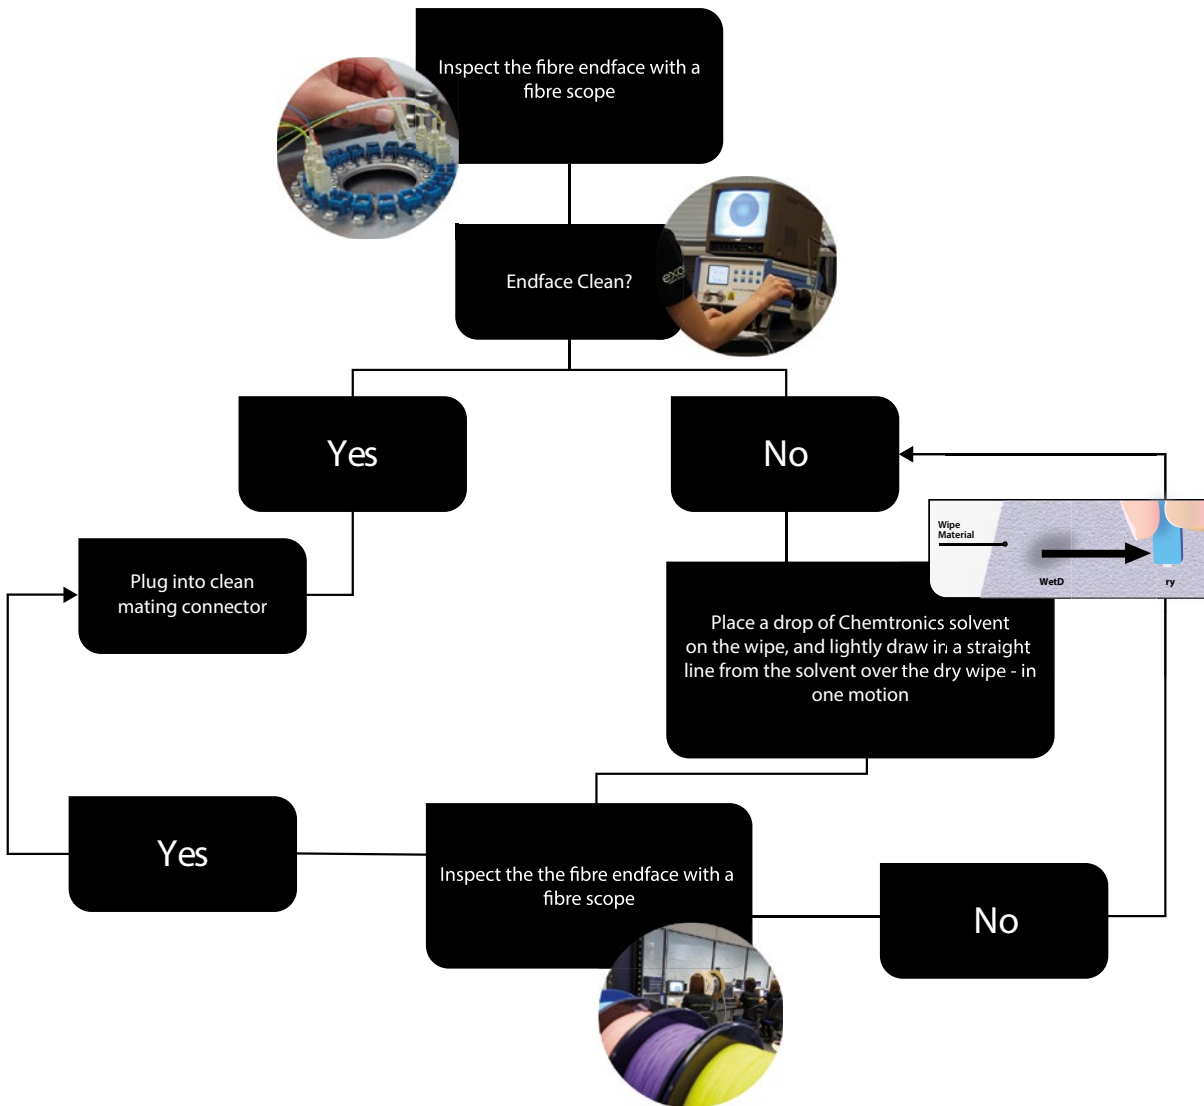 Inspect the fibre endface with a
fibre scope
Endface Clean?
exo
Yes
No
Wipe
Material
WetD ry
Plug into clean
mating connector
Place a drop of Chemtronics solvent
on the wipe, and lightly draw in a straight
line from the solvent over the dry wipe - in
one motion
Yes
Inspect the the fibre endface with a
fibre scope
No